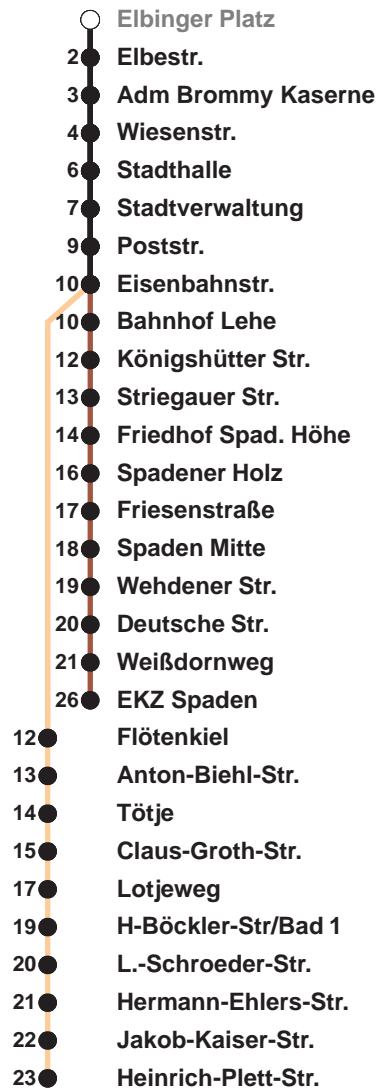 Elbinger Platz
2 Elbestr.
3 Adm Brommy Kaserne
4 Wiesenstr.
6 Stadthalle
7 Stadtverwaltung
9 Poststr.
10 Eisenbahnstr.
10 Bahnhof Lehe
12 Königshütter Str.
13 Striegauer Str.
14 Friedhof Spad. Höhe
16 Spadener Holz
17 Friesenstraße
18 Spaden Mitte
19 Wehdener Str.
20 Deutsche Str.
21 Weißdornweg
26 EKZ Spaden
12 Flötenkiel
13 Anton-Biehl-Str.
14 Tötje
15 Claus-Groth-Str.
17 Lotjeweg
19 H-Böckler-Str/Bad 1
20 L.-Schroeder-Str.
21 Hermann-Ehlers-Str.
22 Jakob-Kaiser-Str.
23 Heinrich-Plett-Str.